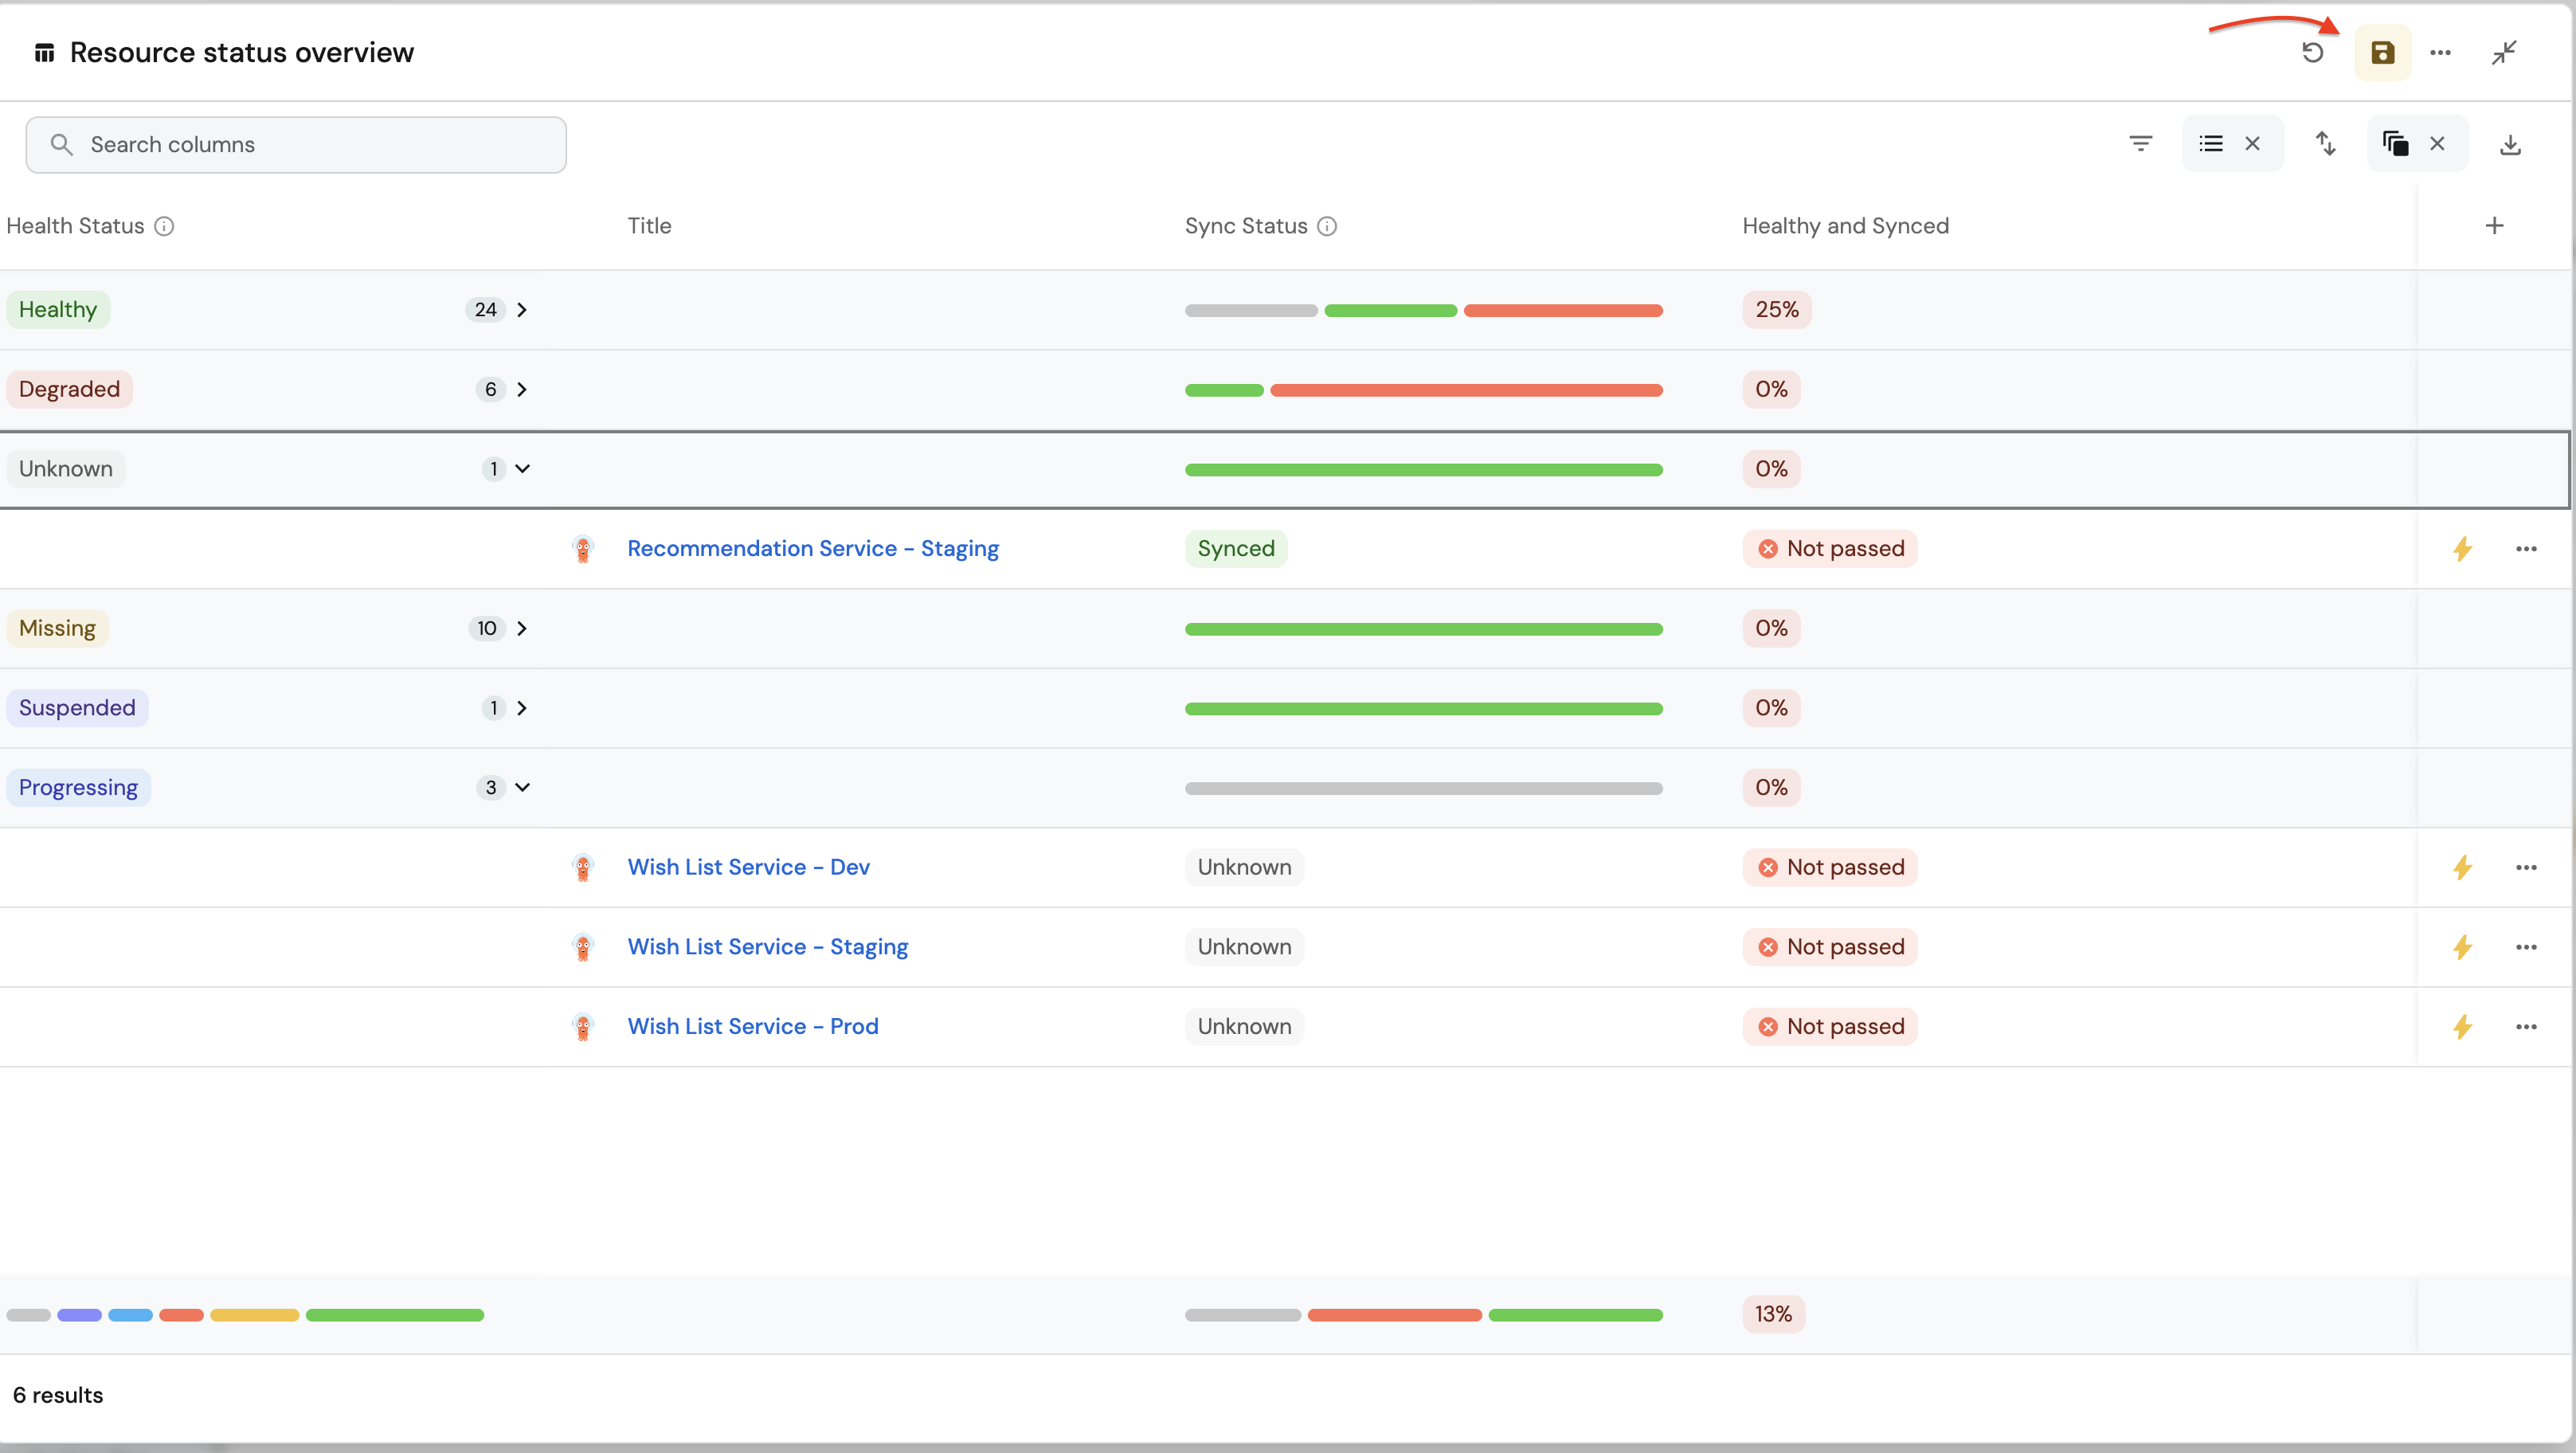 Resource status overview
Search columns
Health Status Title Sync Status Healthy and Synced
Healthy 24 25%
Degraded 6 0%
Unknown 1 0%
Recommendation Service - Staging Synced Not passed
Missing 10 0%
Suspended 1 0%
Progressing 3 0%
Wish List Service - Dev Unknown Not passed
Wish List Service - Staging Unknown Not passed
Wish List Service - Prod Unknown Not passed
13%
6 results